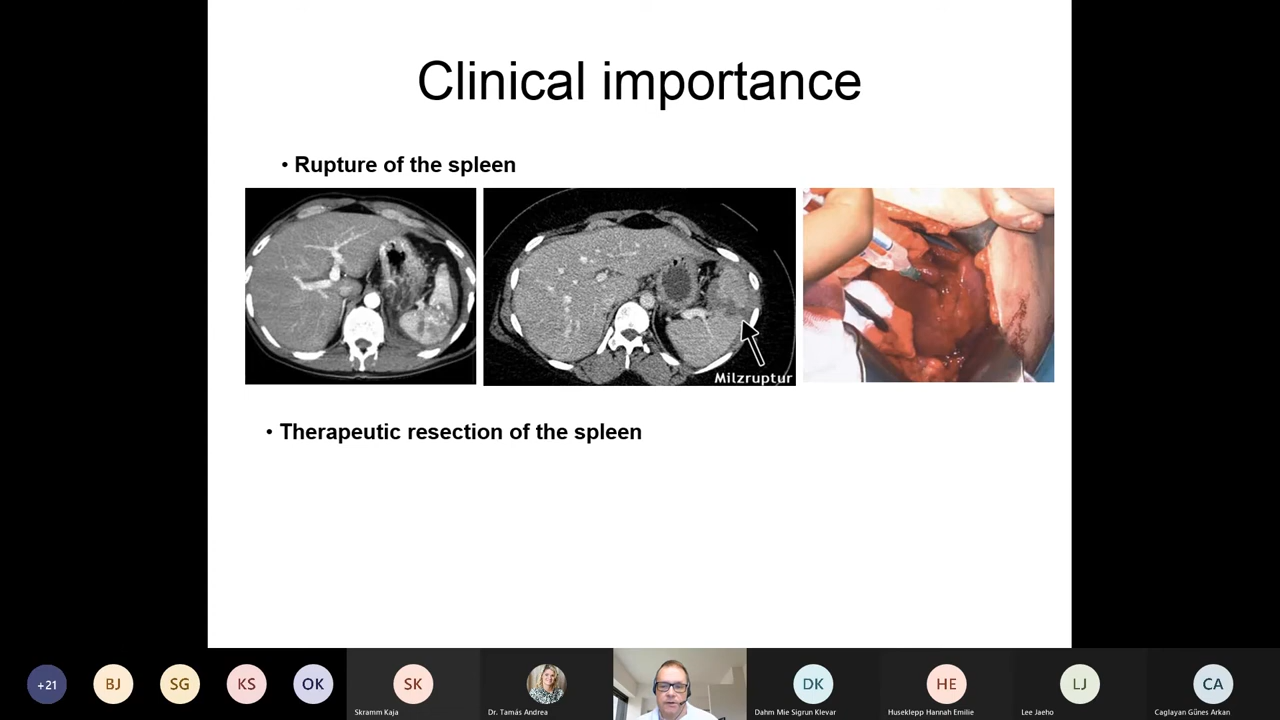 Clinical importance
• Rupture of the spleen
Milzruptur
• Therapeutic resection of the spleen
+21
BJ
SG
KS
OK
SK
DK
HE
LJ
CA
Skramm Kaja
Dr. Tamás Andrea
Dahm Mie Sigrun Klevar
Huseklepp Hannah Emilie
Lee Jaeho
Caglayan Günes Arkan